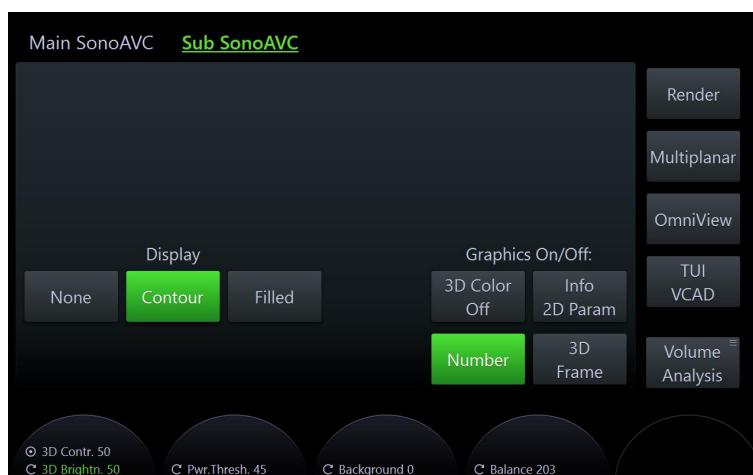 Main SonoAVC Sub SonoAVC
Render
Multiplanar
OmniView
Display Graphics On/Off:
None Contour Filled
3D Color
Off
Info
2D Param
TUI
VCAD
Number
3D
Frame
Volume
Analysis
3D Contr. 50
3D Brightn. 50 Pwr.Thresh. 45 Background 0 Balance 203